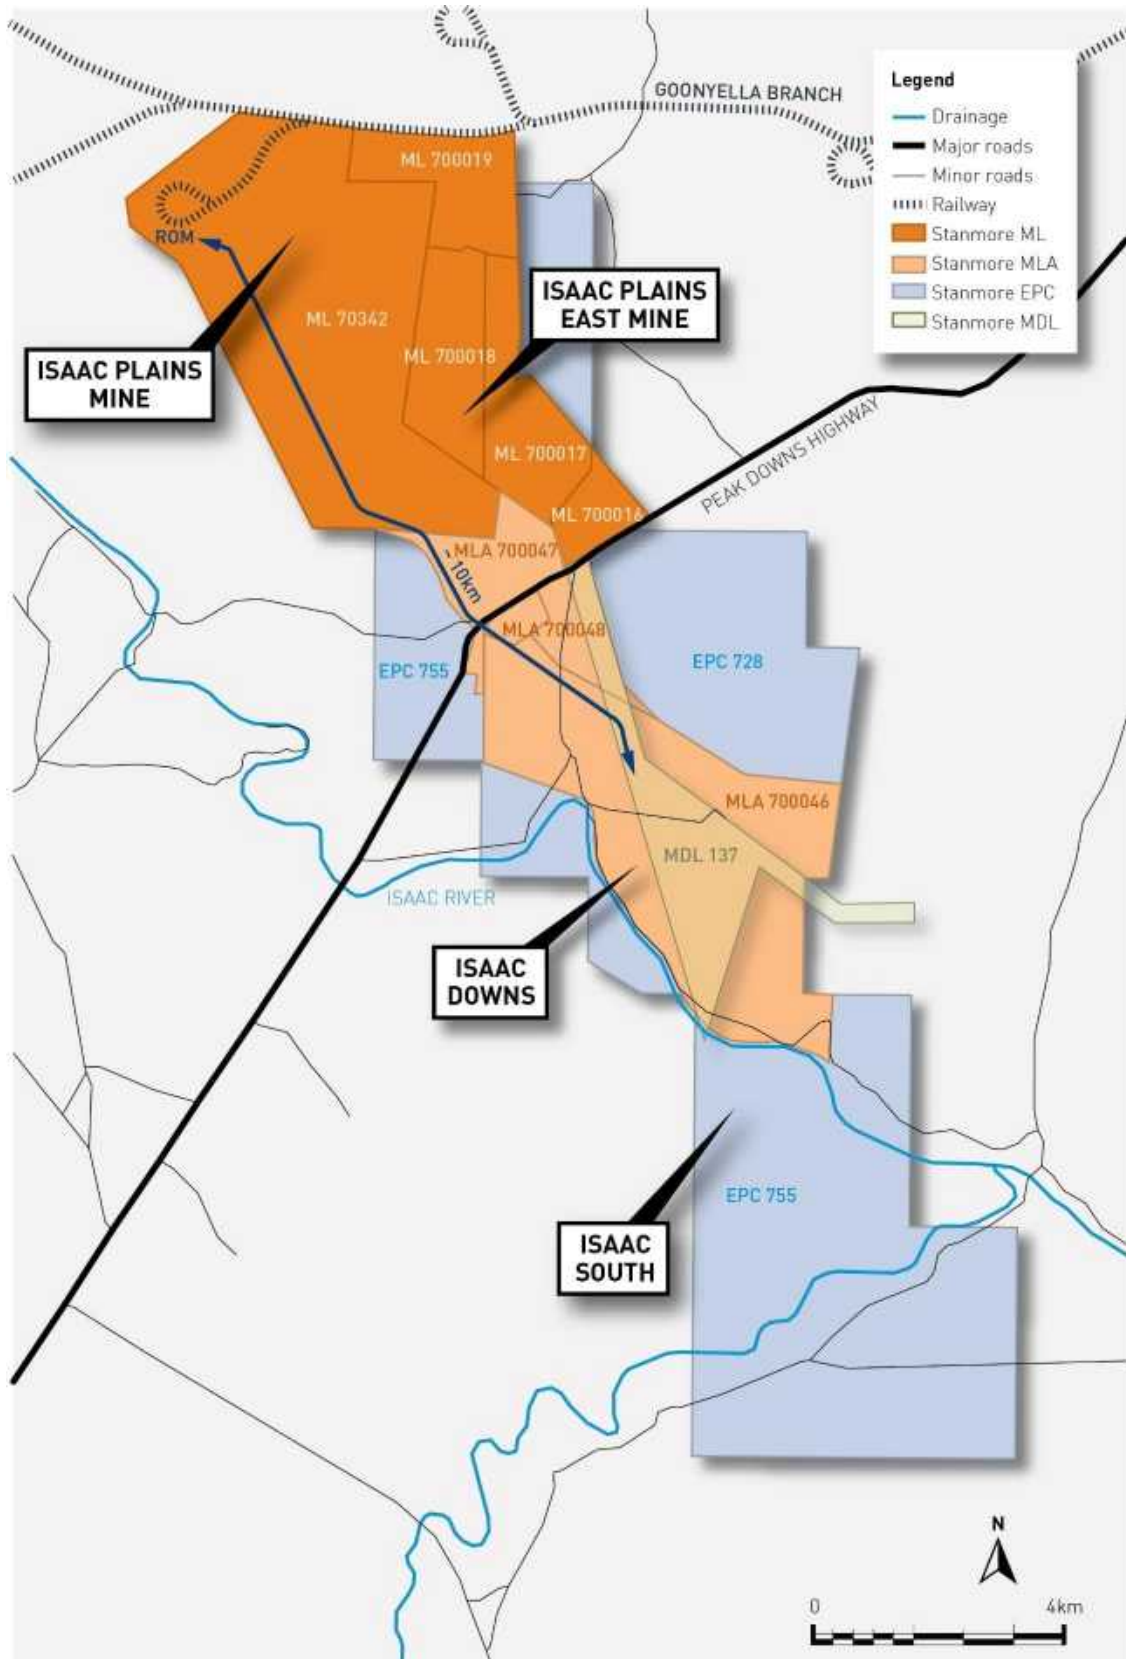 GOONYELLA BRANCH
Legend
Drainage
Major roads
Minor roads
Railway
Stanmore ML
Stanmore MLA
Stanmore EPC
Stanmore MDL
ML 700019
ROM
ISAAC PLAINS
EAST MINE
ML 70342
ML 700018
ISAAC PLAINS
MINE
PEAK DOWNS HIGHWAY
ML 700017
ML 700016
MLA 700047
~10km
MLA 700048
EPC 755
EPC 728
MLA 700046
MDL 137
ISAAC RIVER
ISAAC
DOWNS
EPC 755
ISAAC
SOUTH
N
0 4km